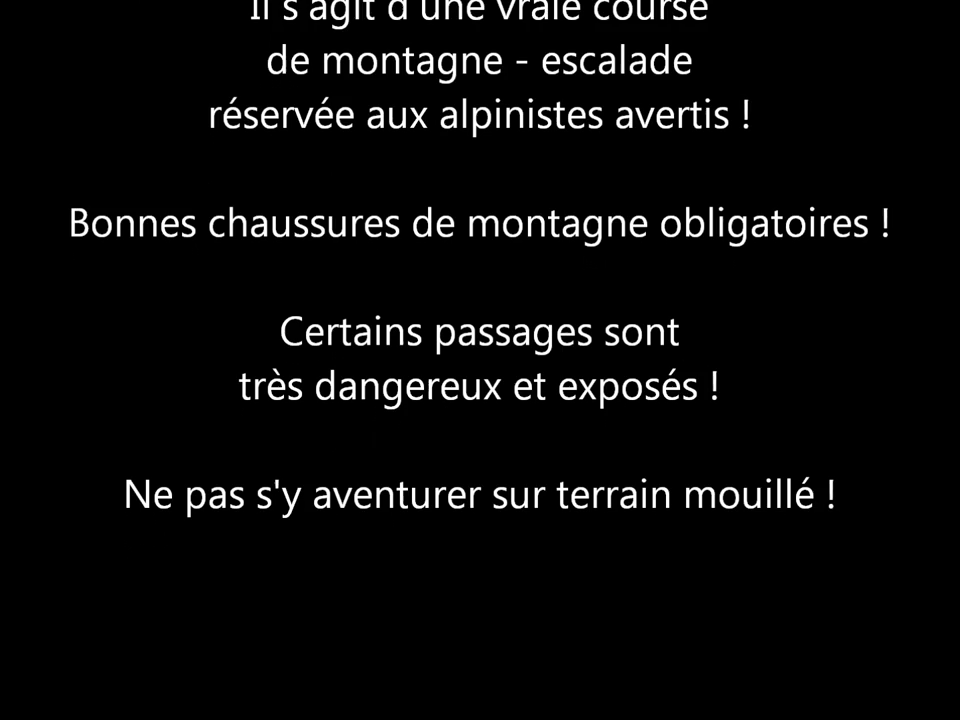 Il s'agit d'une vraie course
de montagne - escalade
réservée aux alpinistes avertis !
Bonnes chaussures de montagne obligatoires !
Certains passages sont
très dangereux et exposés !
Ne pas s'y aventurer sur terrain mouillé !